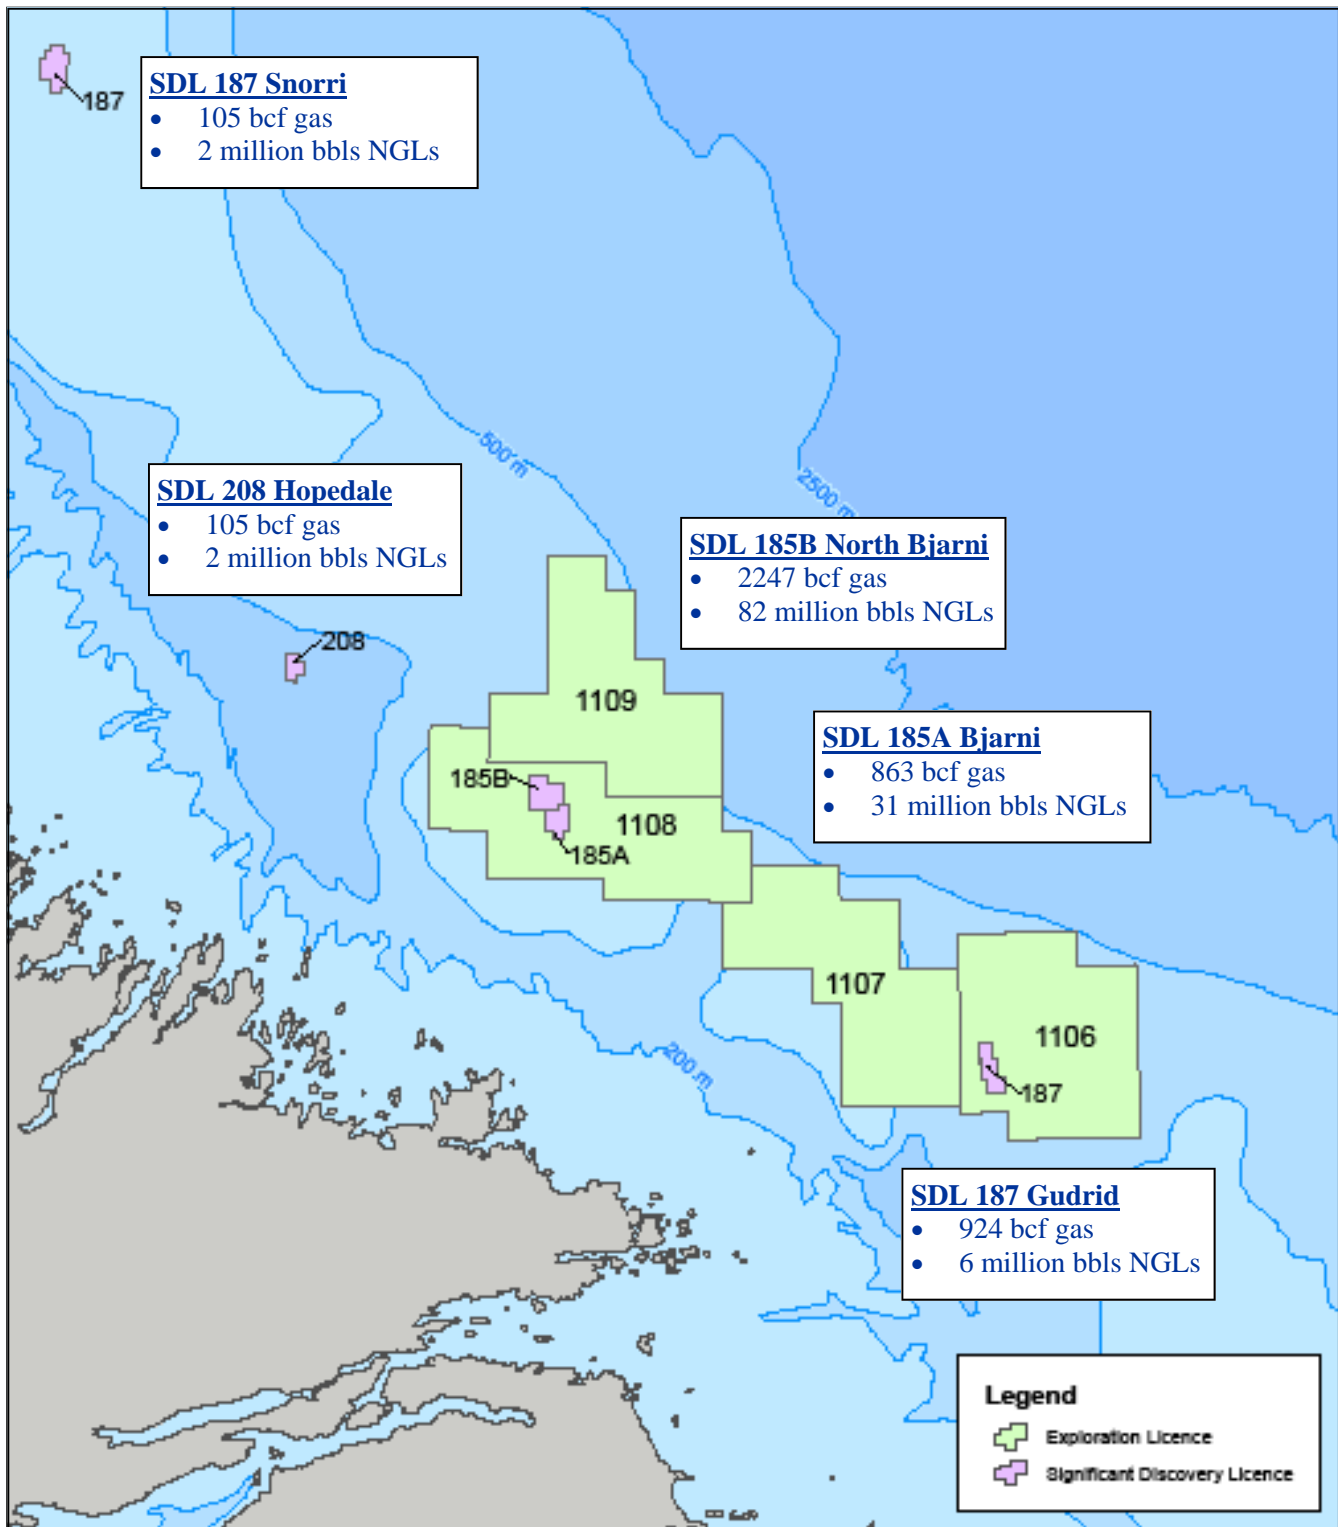 187
SDL 187 Snorri
• 105 bcf gas
• 2 million bbls NGLs
500 m
2500 m
SDL 208 Hopedale
• 105 bcf gas
• 2 million bbls NGLs
SDL 185B North Bjarni
• 2247 bcf gas
• 82 million bbls NGLs
208
1109
SDL 185A Bjarni
• 863 bcf gas
• 31 million bbls NGLs
185B
1108
185A
1107
1106
200 m
187
SDL 187 Gudrid
• 924 bcf gas
• 6 million bbls NGLs
Legend
Exploration Licence
Significant Discovery Licence